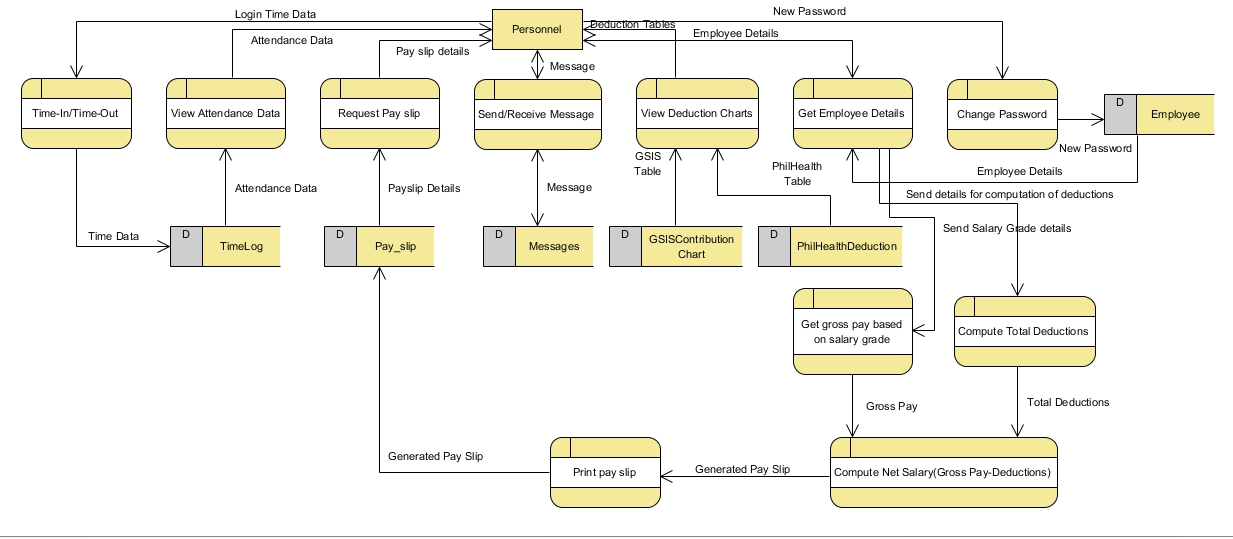 Login Time Data
Personnel
Deduction Tables
New Password
Attendance Data
Employee Details
Pay slip details
Message
Time-In/Time-Out
View Attendance Data
Request Pay slip
Send/Receive Message
View Deduction Charts
Get Employee Details
Change Password
D
Employee
New Password
GSIS
Table
PhilHealth
Table
Employee Details
Attendance Data
Payslip Details
Message
Send details for computation of deductions
Send Salary Grade details
Time Data
D
TimeLog
D
Pay_slip
D
Messages
D
GSISContribution
Chart
D
PhilHealthDeduction
Get gross pay based
on salary grade
Compute Total Deductions
Gross Pay
Total Deductions
Generated Pay Slip
Print pay slip
Generated Pay Slip
Compute Net Salary(Gross Pay-Deductions)